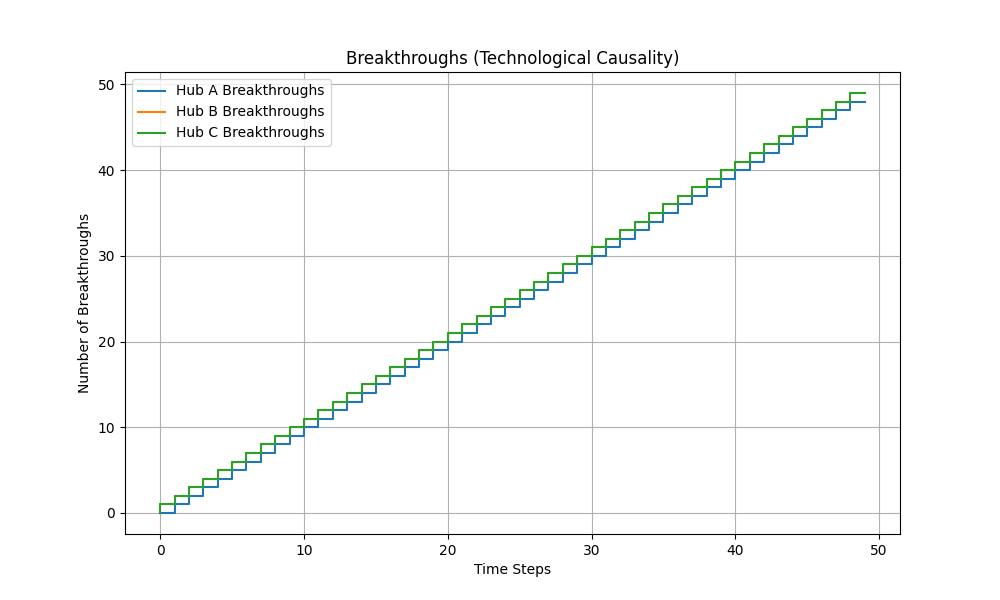 Breakthroughs (Technological Causality)
Hub A Breakthroughs
Hub B Breakthroughs
Hub C Breakthroughs
Number of Breakthroughs
50
40
30
20
10
0
0 10 20 30 40 50
Time Steps